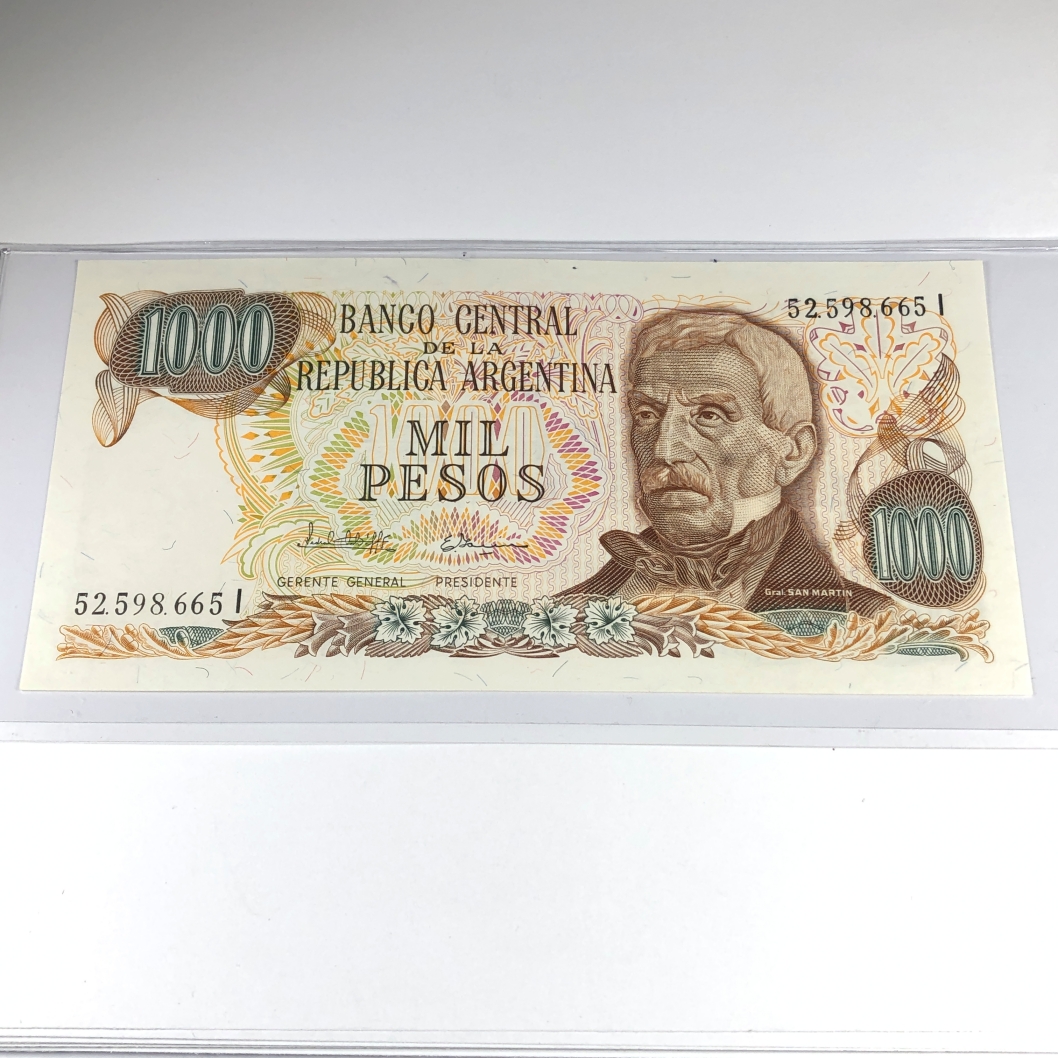 1000
BANCO CENTRAL
DE LA
REPUBLICA ARGENTINA
52.598.665 I
MIL
PESOS
1000
GERENTE GENERAL PRESIDENTE
52.598.665 I
Gral. SAN MARTIN
1000